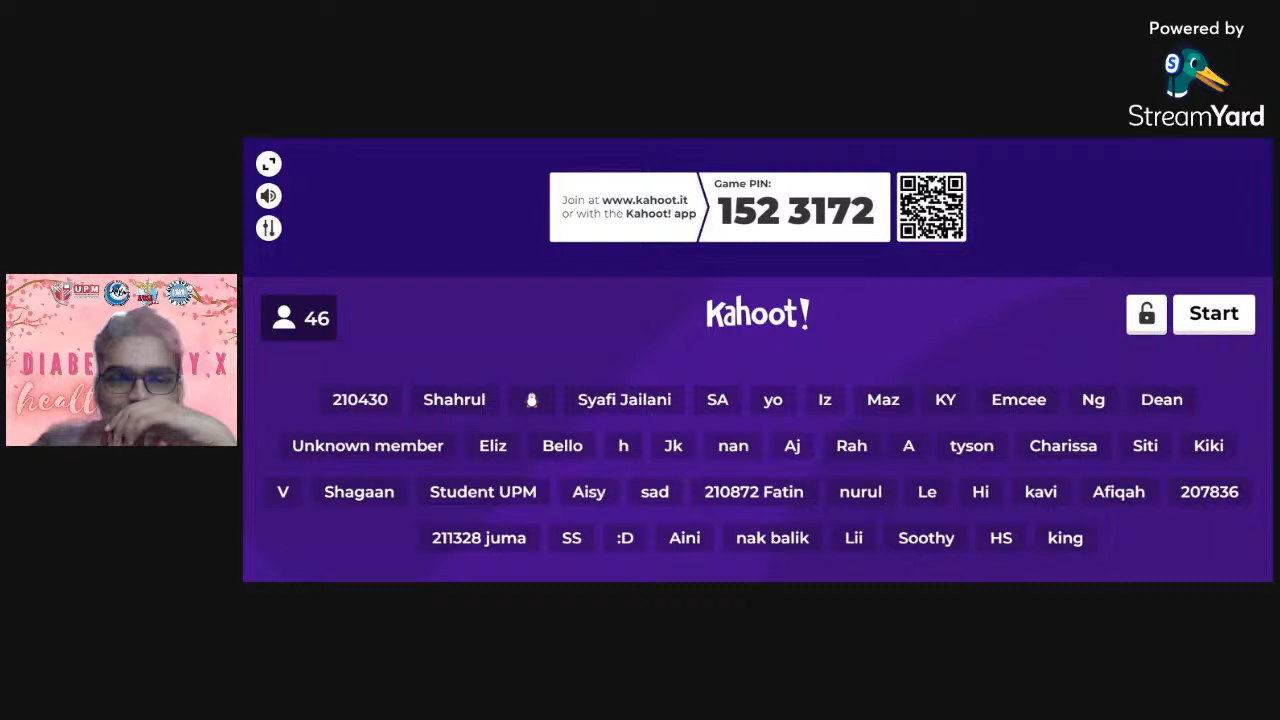 Powered by
StreamYard
Join at www.kahoot.it
or with the Kahoot! app
Game PIN:
152 3172
46
Kahoot!
Start
UPM
DIABE Y X
healt
210430 Shahrul Syafi Jailani SA yo Iz Maz KY Emcee Ng Dean
Unknown member Eliz Bello h Jk nan Aj Rah A tyson Charissa Siti Kiki
V Shagaan Student UPM Aisy sad 210872 Fatin nurul Le Hi kavi Afiqah 207836
211328 juma SS :D Aini nak balik Lii Soothy HS king